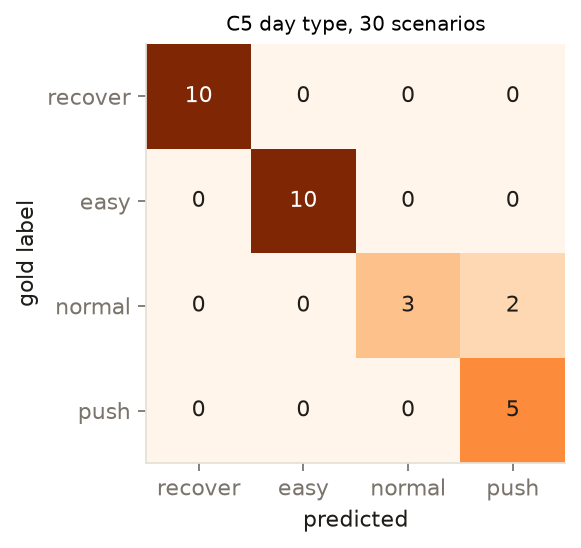 C5 day type, 30 scenarios
recover 10 0 0 0
easy 0 10 0 0
normal 0 0 3 2
push 0 0 0 5
gold label
recover easy normal push
predicted